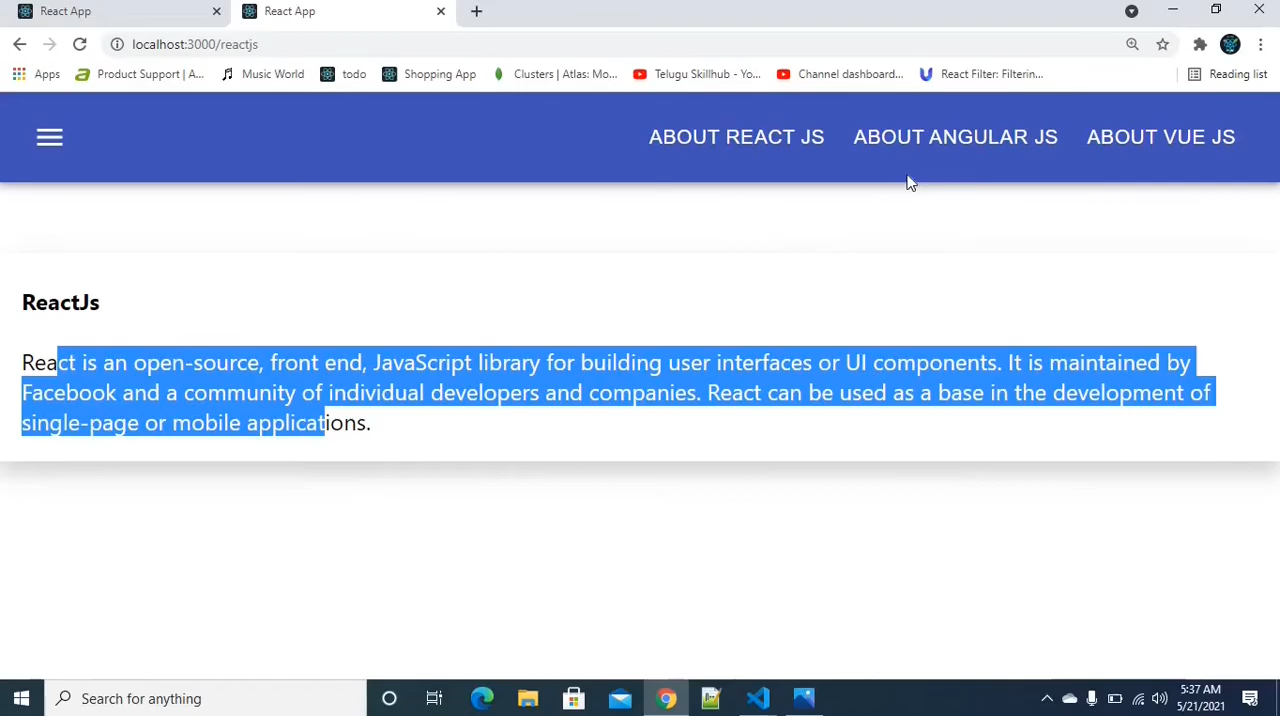 React App
React App
localhost:3000/reactjs
Apps
Product Support | A...
Music World
todo
Shopping App
Clusters | Atlas: Mo...
Telugu Skillhub - Yo...
Channel dashboard...
React Filter: Filterin...
Reading list
ABOUT REACT JS
ABOUT ANGULAR JS
ABOUT VUE JS
ReactJs
React is an open-source, front end, JavaScript library for building user interfaces or UI components. It is maintained by
Facebook and a community of individual developers and companies. React can be used as a base in the development of
single-page or mobile applications.
Search for anything
5:37 AM
5/21/2021